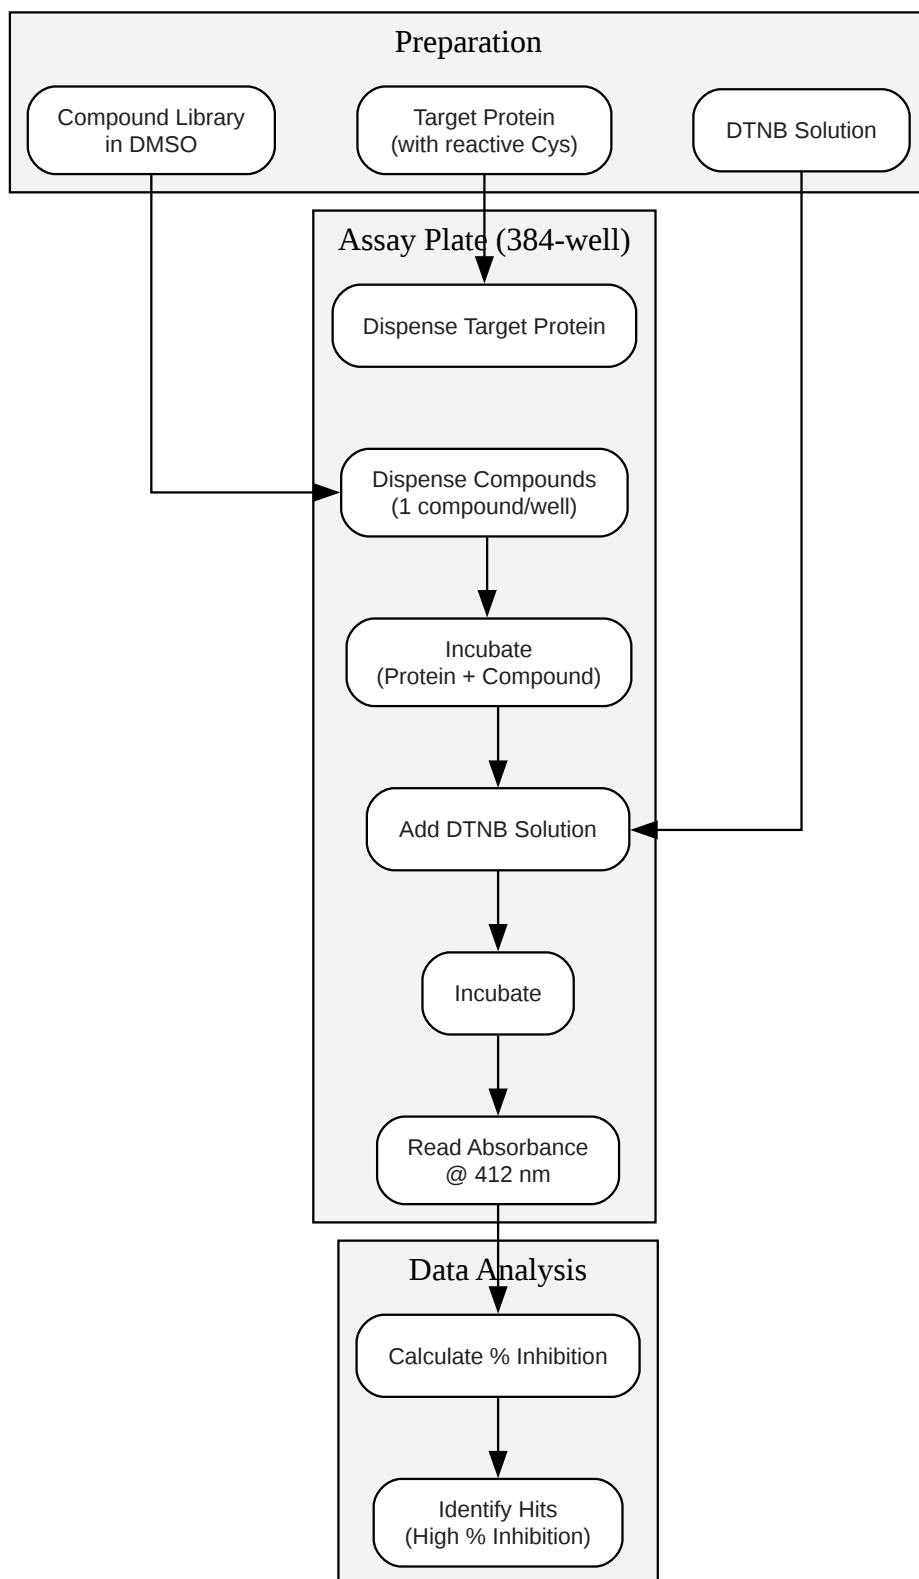 Preparation
Compound Library
in DMSO
Target Protein
(with reactive Cys)
DTNB Solution
Assay Plate (384-well)
Dispense Target Protein
Dispense Compounds
(1 compound/well)
Incubate
(Protein + Compound)
Add DTNB Solution
Incubate
Read Absorbance
@ 412 nm
Data Analysis
Calculate % Inhibition
Identify Hits
(High % Inhibition)